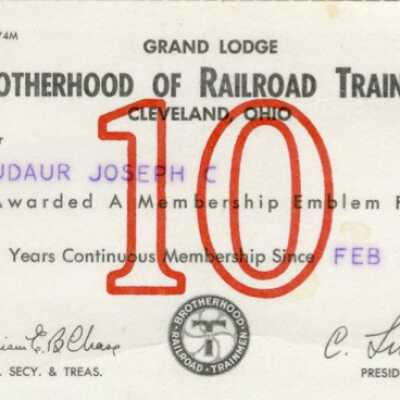 74M
GRAND LODGE
ROTHERHOOD OF RAILROAD TRAIN
CLEVELAND, OHIO
UDAUR JOSEPH C
10
Awarded A Membership Emblem F
Years Continuous Membership Since FEB
BROTHERHOOD
T
RAILROAD TRAINMEN
. SECY. & TREAS.
PRESID